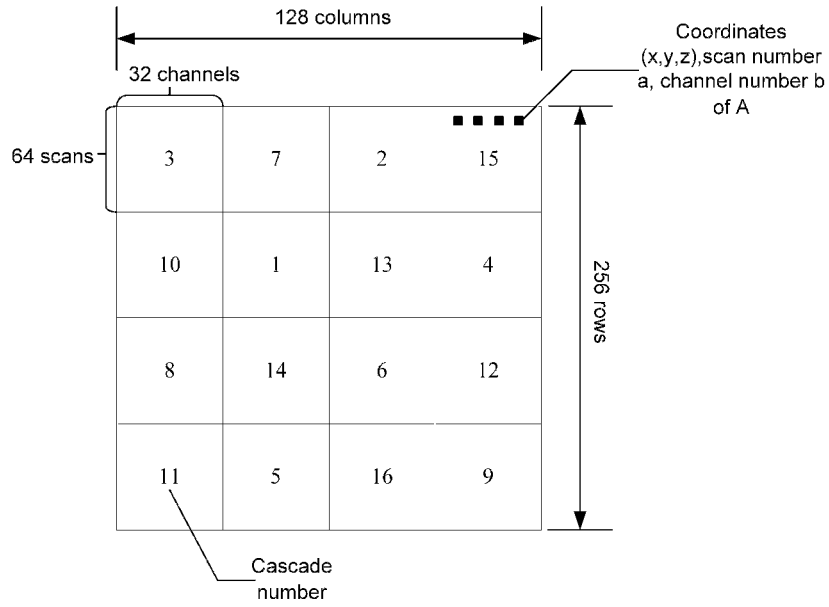 128 columns
Coordinates
(x,y,z),scan number
a, channel number b
of A
32 channels
64 scans
3 7 2 15
10 1 13 4
256 rows
8 14 6 12
11 5 16 9
Cascade
number